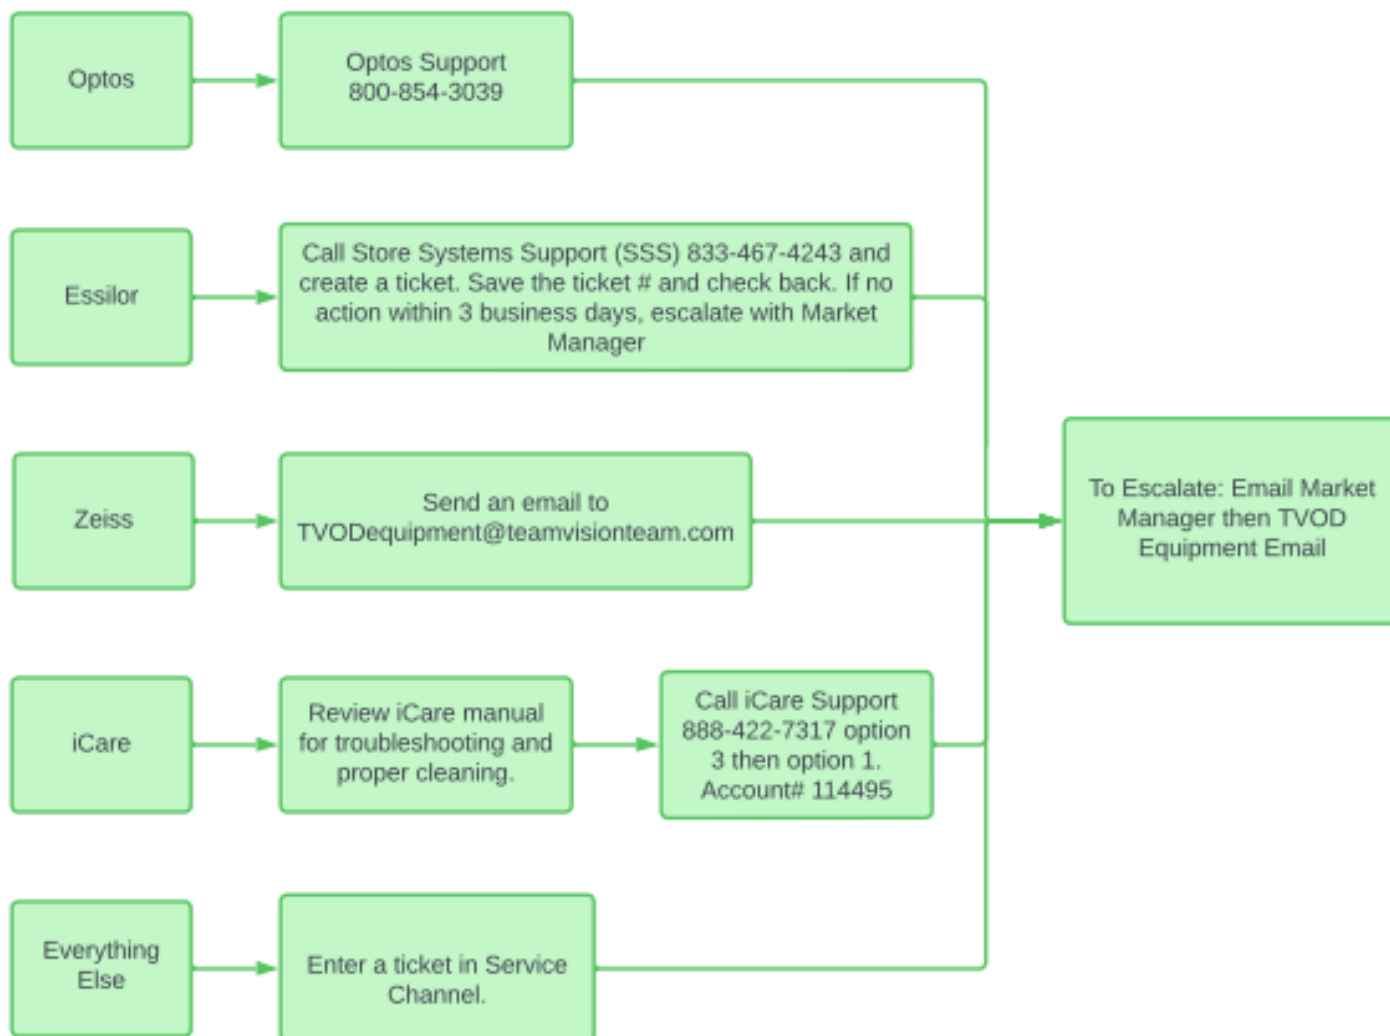 Optos
Optos Support
800-854-3039
Essilor
Call Store Systems Support (SSS) 833-467-4243 and
create a ticket. Save the ticket # and check back. If no
action within 3 business days, escalate with Market
Manager
Zeiss
Send an email to
TVODequipment@teamvisionteam.com
To Escalate: Email Market
Manager then TVOD
Equipment Email
iCare
Review iCare manual
for troubleshooting and
proper cleaning.
Call iCare Support
888-422-7317 option
3 then option 1.
Account# 114495
Everything
Else
Enter a ticket in Service
Channel.